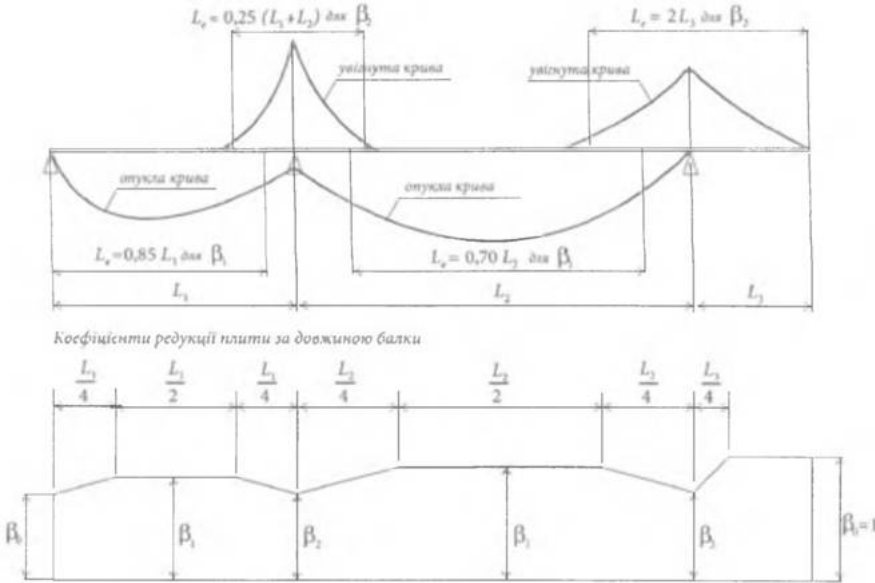 Lₑ = 0,25 (L₁+L₂) для β₂
Lₑ = 2L₃ для β₂
увігнута крива
увігнута крива
опукла крива
опукла крива
Lₑ=0,85 L₁ для β₁
Lₑ=0,70 L₂ для β₁
L₁
L₂
L₃
Коефіцієнти редукції плити за довжиною балки
L₁/4
L₁/2
L₁/4
L₂/4
L₂/2
L₂/4
L₃/4
β₀
β₁
β₂
β₁
β₂
β₀=1